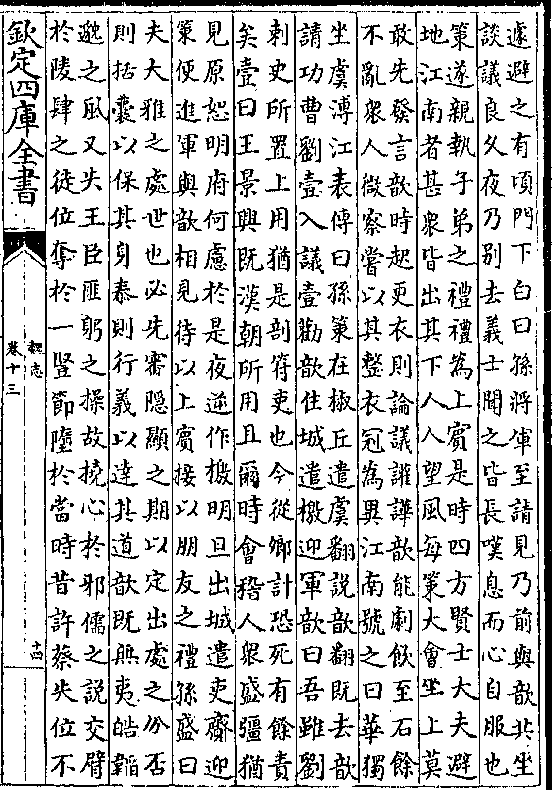 遽避之有頃門下白曰孫將軍至請見乃前與歆共坐
談議良久夜乃別去義士聞之皆長嘆息而心自服也
策遂親執子弟之禮禮為上賓是時四方賢士大夫避
地江南者甚衆皆出其下人人望風每策大會坐上莫
敢先發言歆時起更衣則論議讙譁歆能劇飲至石餘
不亂衆人微察嘗以其整衣冠為異江南號之曰華獨
坐虞溥江表傳曰孫策在椒丘遣虞翻說歆翻既去歆
請功曹劉壹入議壹勸歆住城遣檄迎軍歆曰吾雖劉
刺史所置上用猶是剖符吏也今從卿計恐死有餘責
矣壹曰王景興既漢朝所用且爾時會稽人衆盛彊猶
見原恕明府何慮於是夜逆作檄明旦出城遣吏齎迎
策便進軍與歆相見待以上賓接以朋友之禮孫盛曰
夫大雅之處世也必先審隱顯之期以定出處之分否
則括囊以保其身泰則行義以達其道歆既無夷皓韜
邈之風又失王臣匪躬之操故撓心於邪儒之說交臂
於陵肆之徒位奪於一豎節墮於當時昔許蔡失位不
欽定四庫全書
魏志
卷十三
十四